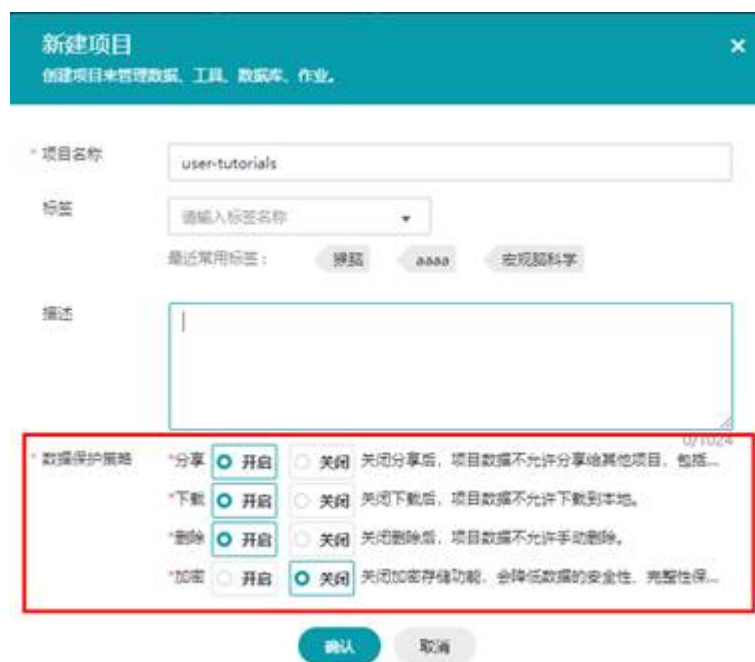 新建项目
创建项目来管理数据、工具、数据库、作业。
* 项目名称
user-tutorials
标签
请输入标签名称
最近常用标签：
猕猴
aaaa
宏观脑科学
描述
0/1024
* 数据保护策略
*分享 开启 关闭 关闭分享后，项目数据不允许分享给其他项目，包括...
*下载 开启 关闭 关闭下载后，项目数据不允许下载到本地。
*删除 开启 关闭 关闭删除后，项目数据不允许手动删除。
*加密 开启 关闭 关闭加密存储功能，会降低数据的安全性、完整性保...
确认 取消